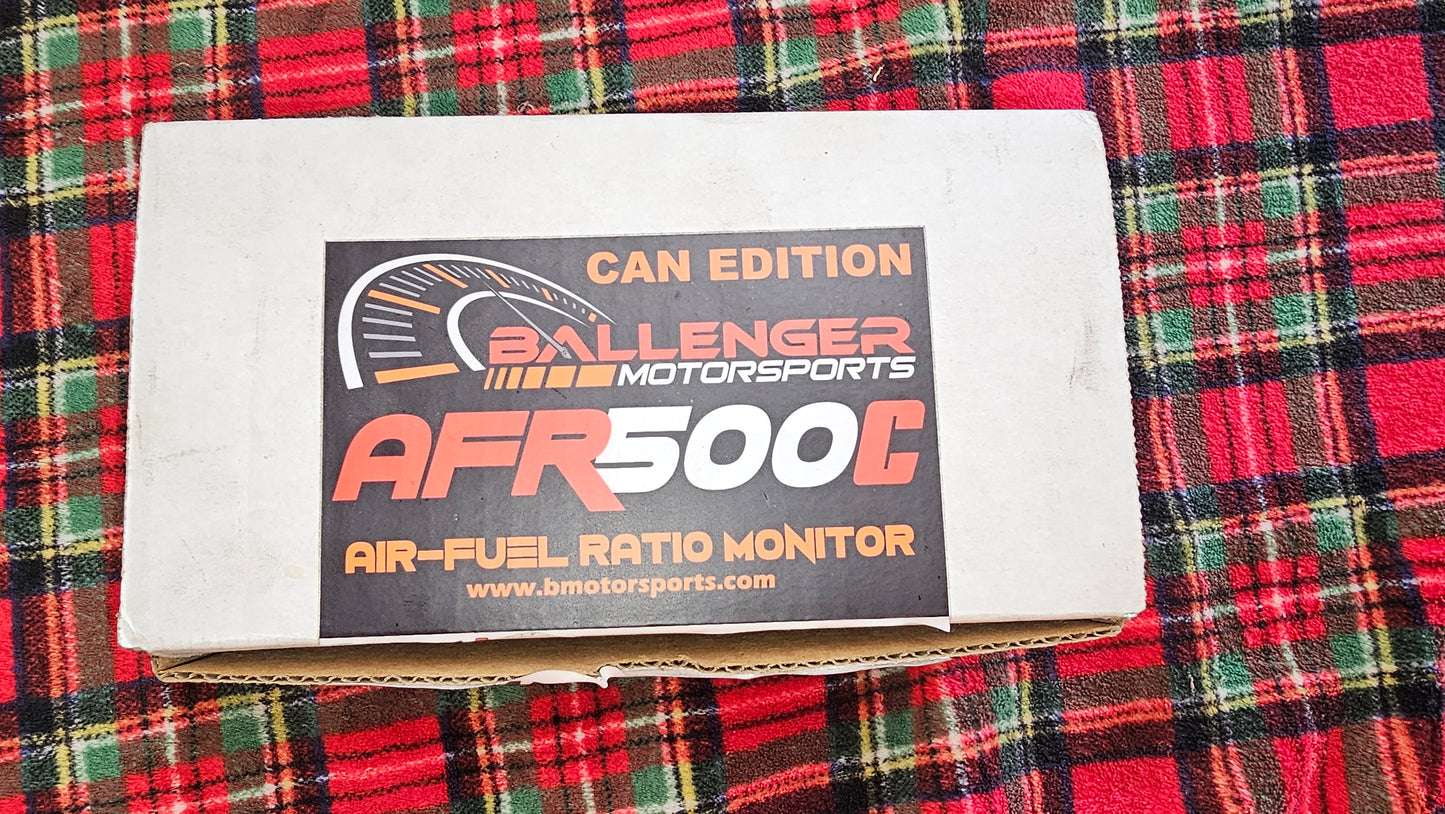 CAN EDITION
BALLENGER
MOTORSPORTS
AFR500C
AIR-FUEL RATIO MONITOR
www.bmotorsports.com